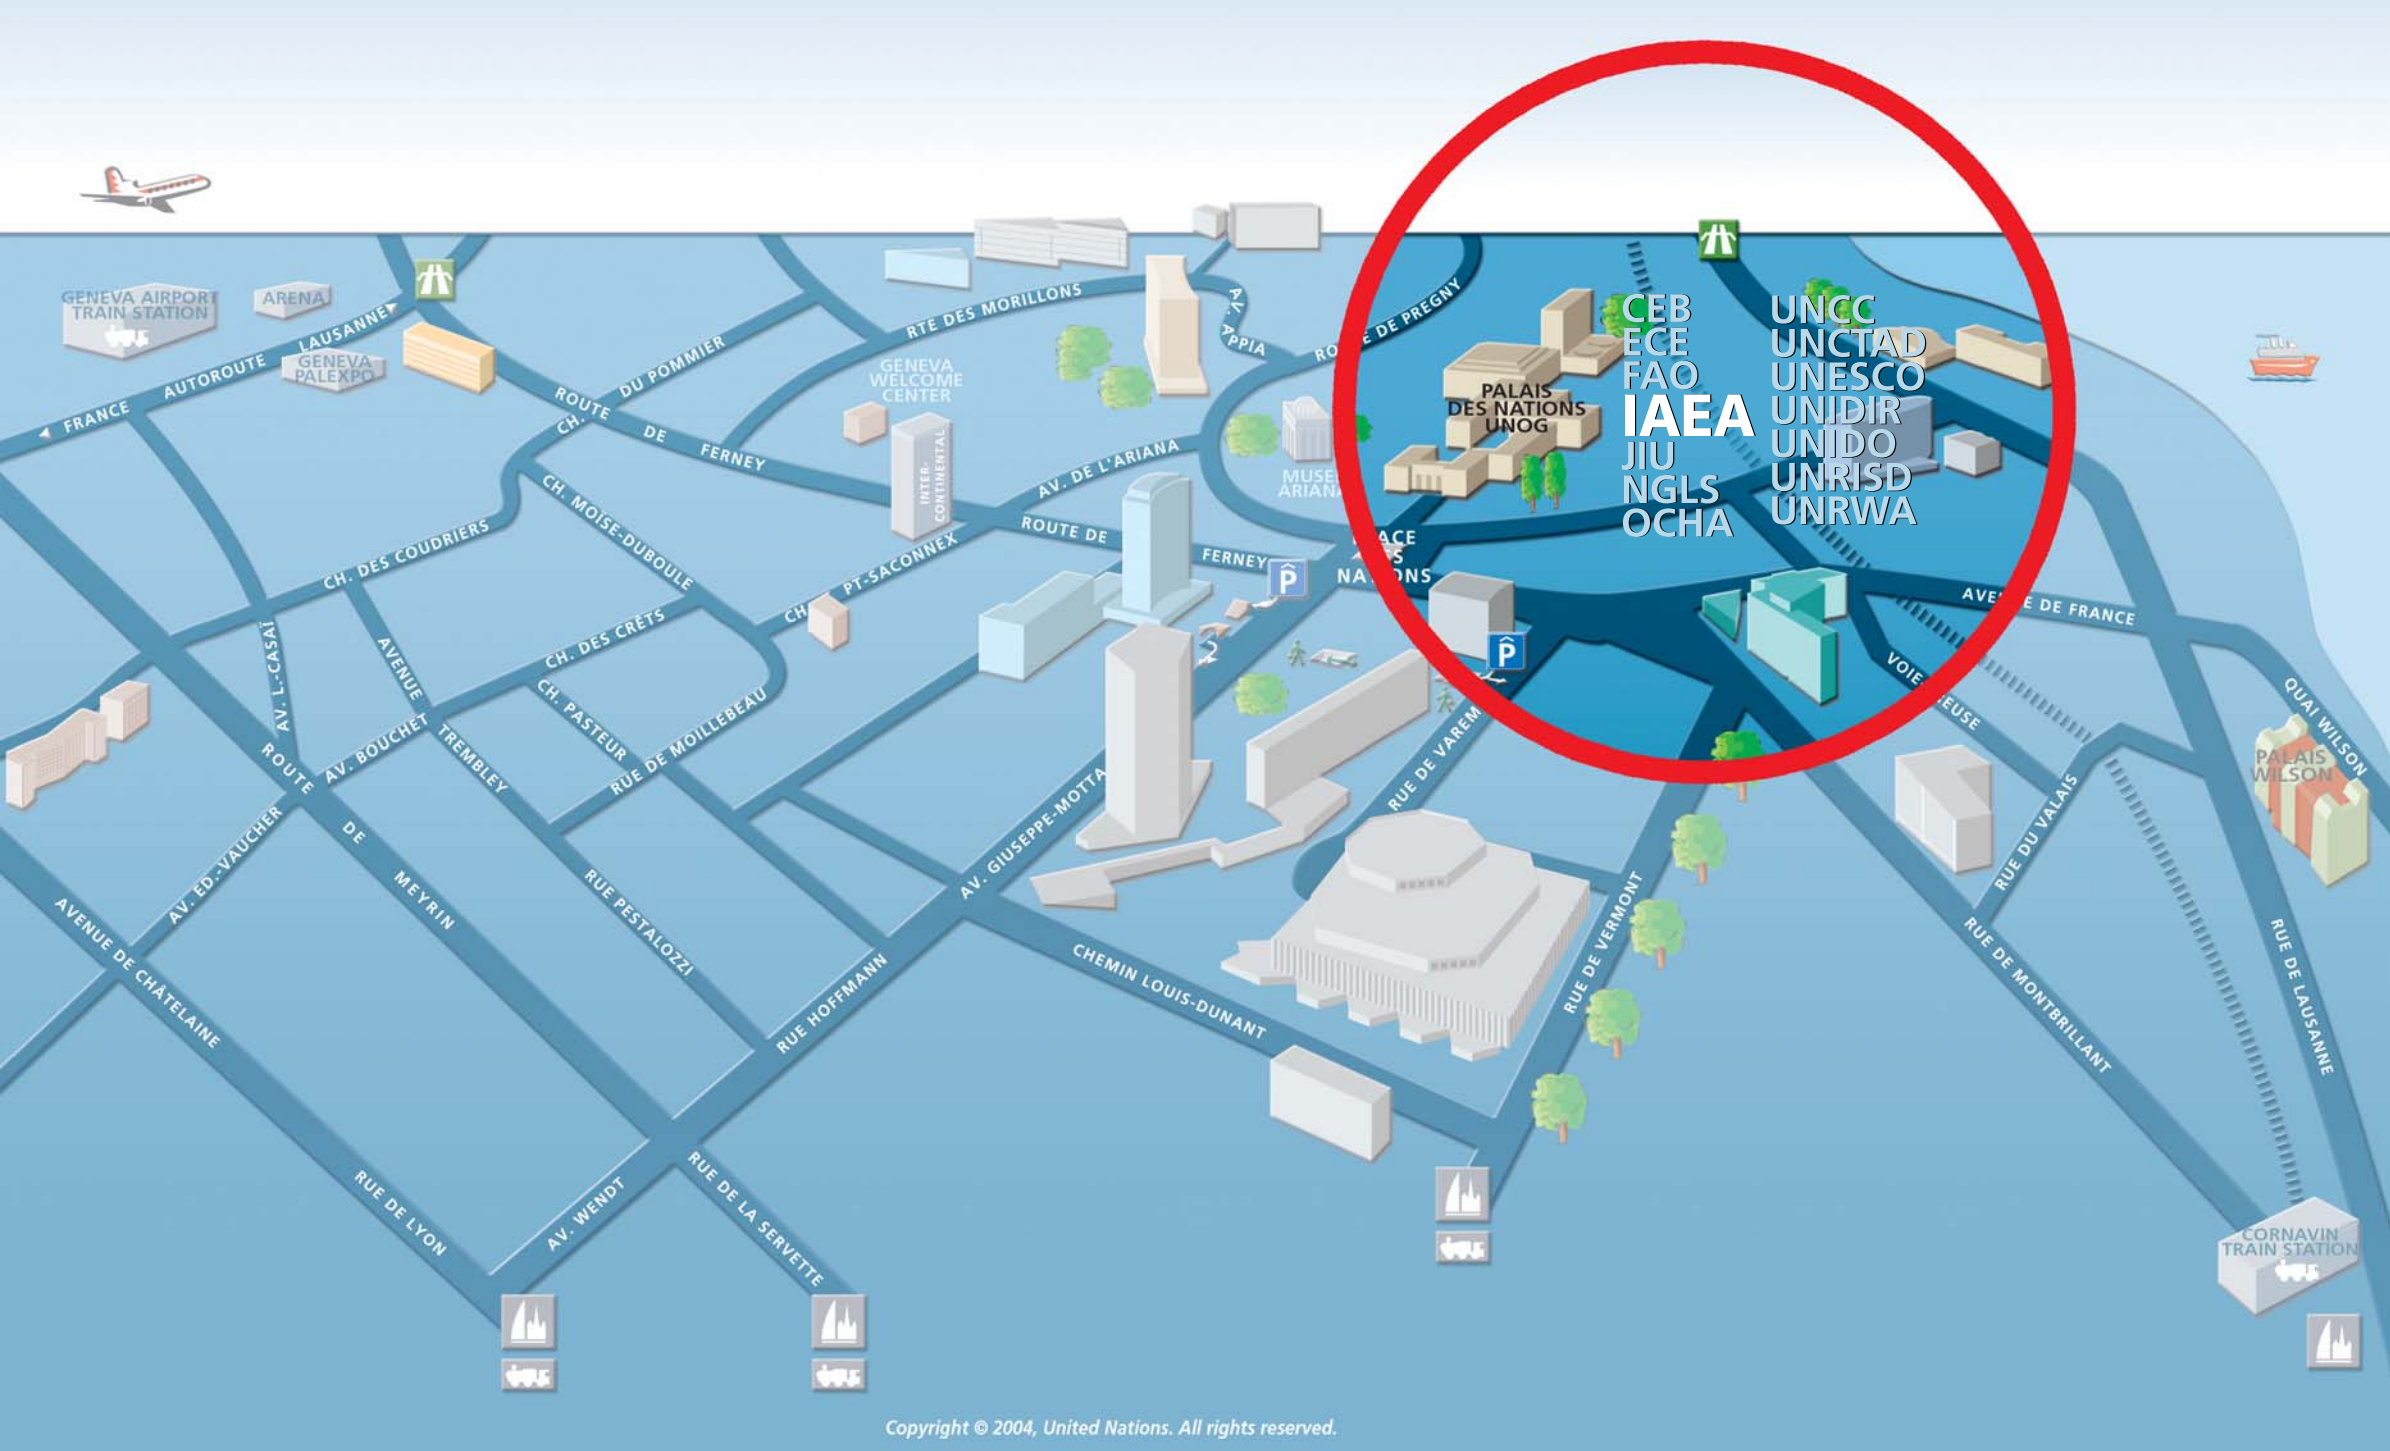 GENEVA AIRPORT
TRAIN STATION
ARENA
GENEVA
PALEXPO
FRANCE
AUTOROUTE
LAUSANNE
ROUTE
DE
FERNEY
CH.
DU POMMIER
RTE DES MORILLONS
AV. APPIA
GENEVA
WELCOME
CENTER
INTER-
CONTINENTAL
AV. DE L'ARIANA
ROUTE DE
FERNEY
CH. PT-SACONNEX
CH. MOÏSE-DUBOULE
CH. DES COUDRIERS
CH. DES CRÊTS
AV. L.-CASAÏ
AVENUE
TREMBLEY
CH. PASTEUR
RUE DE MOILLEBEAU
AV. BOUCHET
ROUTE
DE
MEYRIN
AV. ED.-VAUCHER
AVENUE DE CHÂTELAINE
RUE PESTALOZZI
RUE HOFFMANN
AV. GIUSEPPE-MOTTA
RUE DE LYON
AV. WENDT
RUE DE LA SERVETTE
CHEMIN LOUIS-DUNANT
RUE DE VAREM
RUE DE VERMONT
DE PREGNY
ARIANA
PALAIS
DES NATIONS
UNOG
CEB
ECE
FAO
IAEA
JIU
NGLS
OCHA
UNCC
UNCTAD
UNESCO
UNIDIR
UNIDO
UNRISD
UNRWA
P
P
DE FRANCE
QUAI WILSON
PALAIS
WILSON
RUE DU VALAIS
RUE DE MONTBRILLANT
RUE DE LAUSANNE
CORNAVIN
TRAIN STATION
Copyright © 2004, United Nations. All rights reserved.